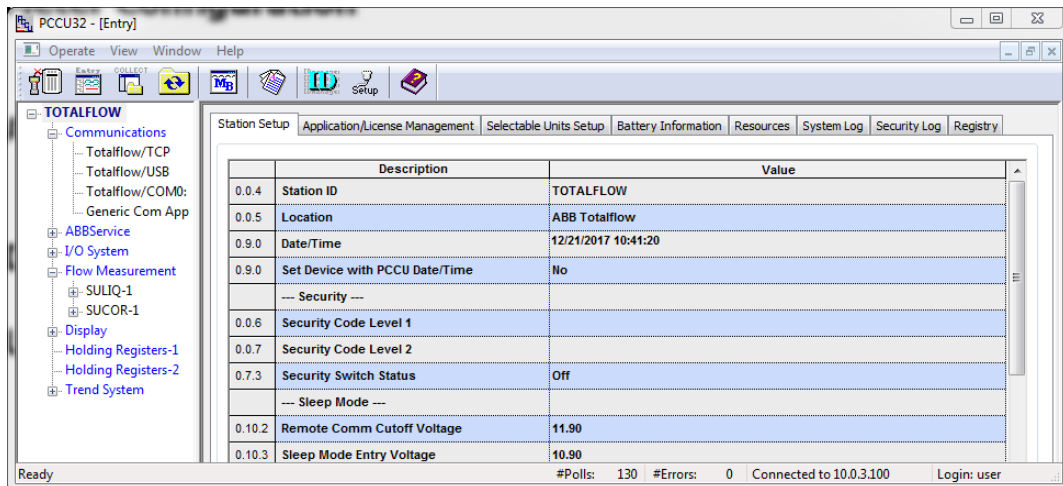 PCCU32 - [Entry]
Operate View Window Help
Entry COLLECT MB ID Manager Setup
TOTALFLOW
Communications
Totalflow/TCP
Totalflow/USB
Totalflow/COM0:
Generic Com App
ABBService
I/O System
Flow Measurement
SULIQ-1
SUCOR-1
Display
Holding Registers-1
Holding Registers-2
Trend System
Station Setup Application/License Management Selectable Units Setup Battery Information Resources System Log Security Log Registry
Description Value
0.0.4 Station ID TOTALFLOW
0.0.5 Location ABB Totalflow
0.9.0 Date/Time 12/21/2017 10:41:20
0.9.0 Set Device with PCCU Date/Time No
--- Security ---
0.0.6 Security Code Level 1
0.0.7 Security Code Level 2
0.7.3 Security Switch Status Off
--- Sleep Mode ---
0.10.2 Remote Comm Cutoff Voltage 11.90
0.10.3 Sleep Mode Entry Voltage 10.90
Ready #Polls: 130 #Errors: 0 Connected to 10.0.3.100 Login: user